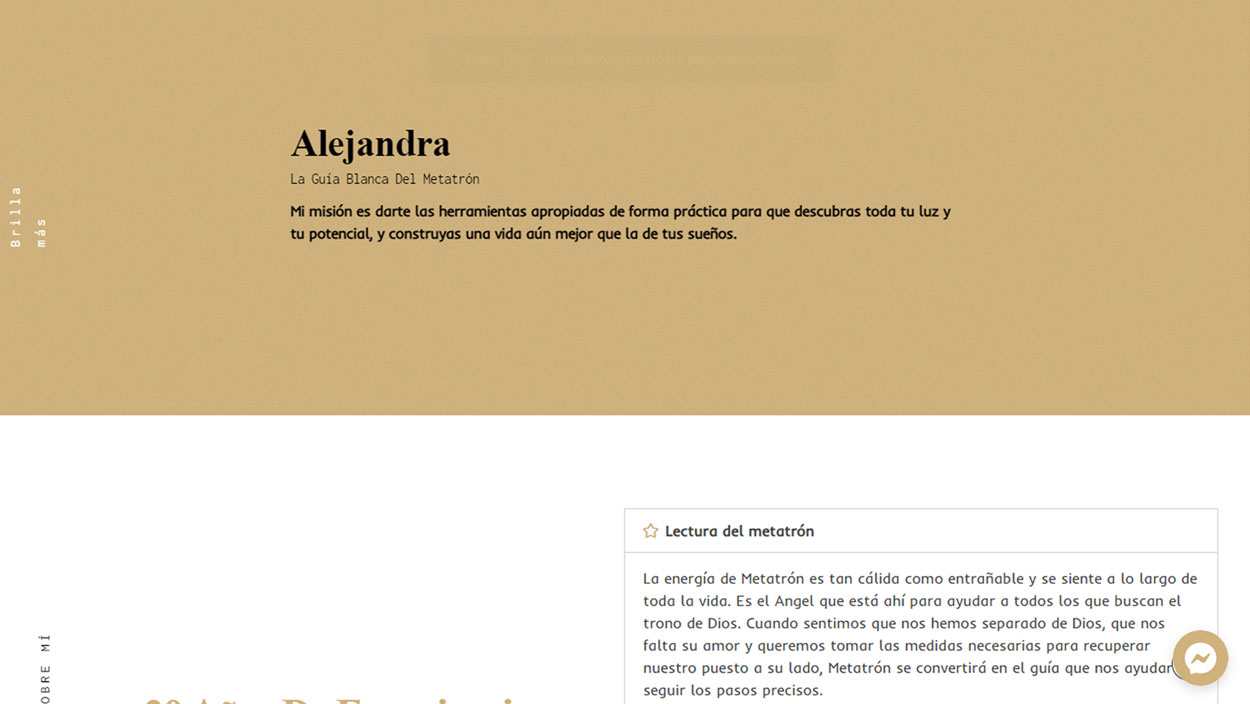 Alejandra
La Guía Blanca Del Metatrón
Mi misión es darte las herramientas apropiadas de forma práctica para que descubras toda tu luz y
tu potencial, y construyas una vida aún mejor que la de tus sueños.
Brilla
más
Lectura del metatrón
La energía de Metatrón es tan cálida como entrañable y se siente a lo largo de
toda la vida. Es el Angel que está ahí para ayudar a todos los que buscan el
trono de Dios. Cuando sentimos que nos hemos separado de Dios, que nos
falta su amor y queremos tomar las medidas necesarias para recuperar
nuestro puesto a su lado, Metatrón se convertirá en el guía que nos ayudar
seguir los pasos precisos.
OBRE MÍ